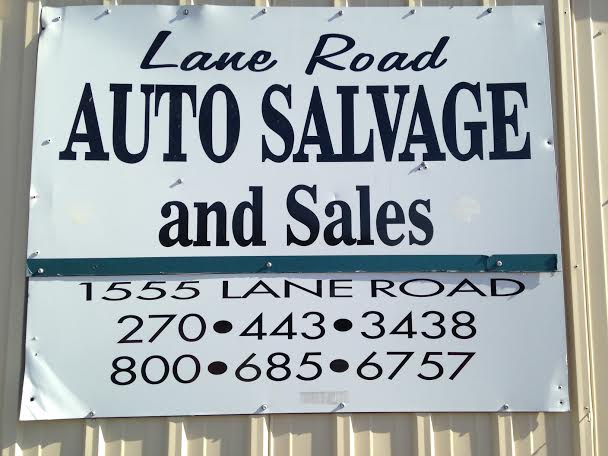 Lane Road
AUTO SALVAGE
and Sales
1555 LANE ROAD
270•443•3438
800•685•6757